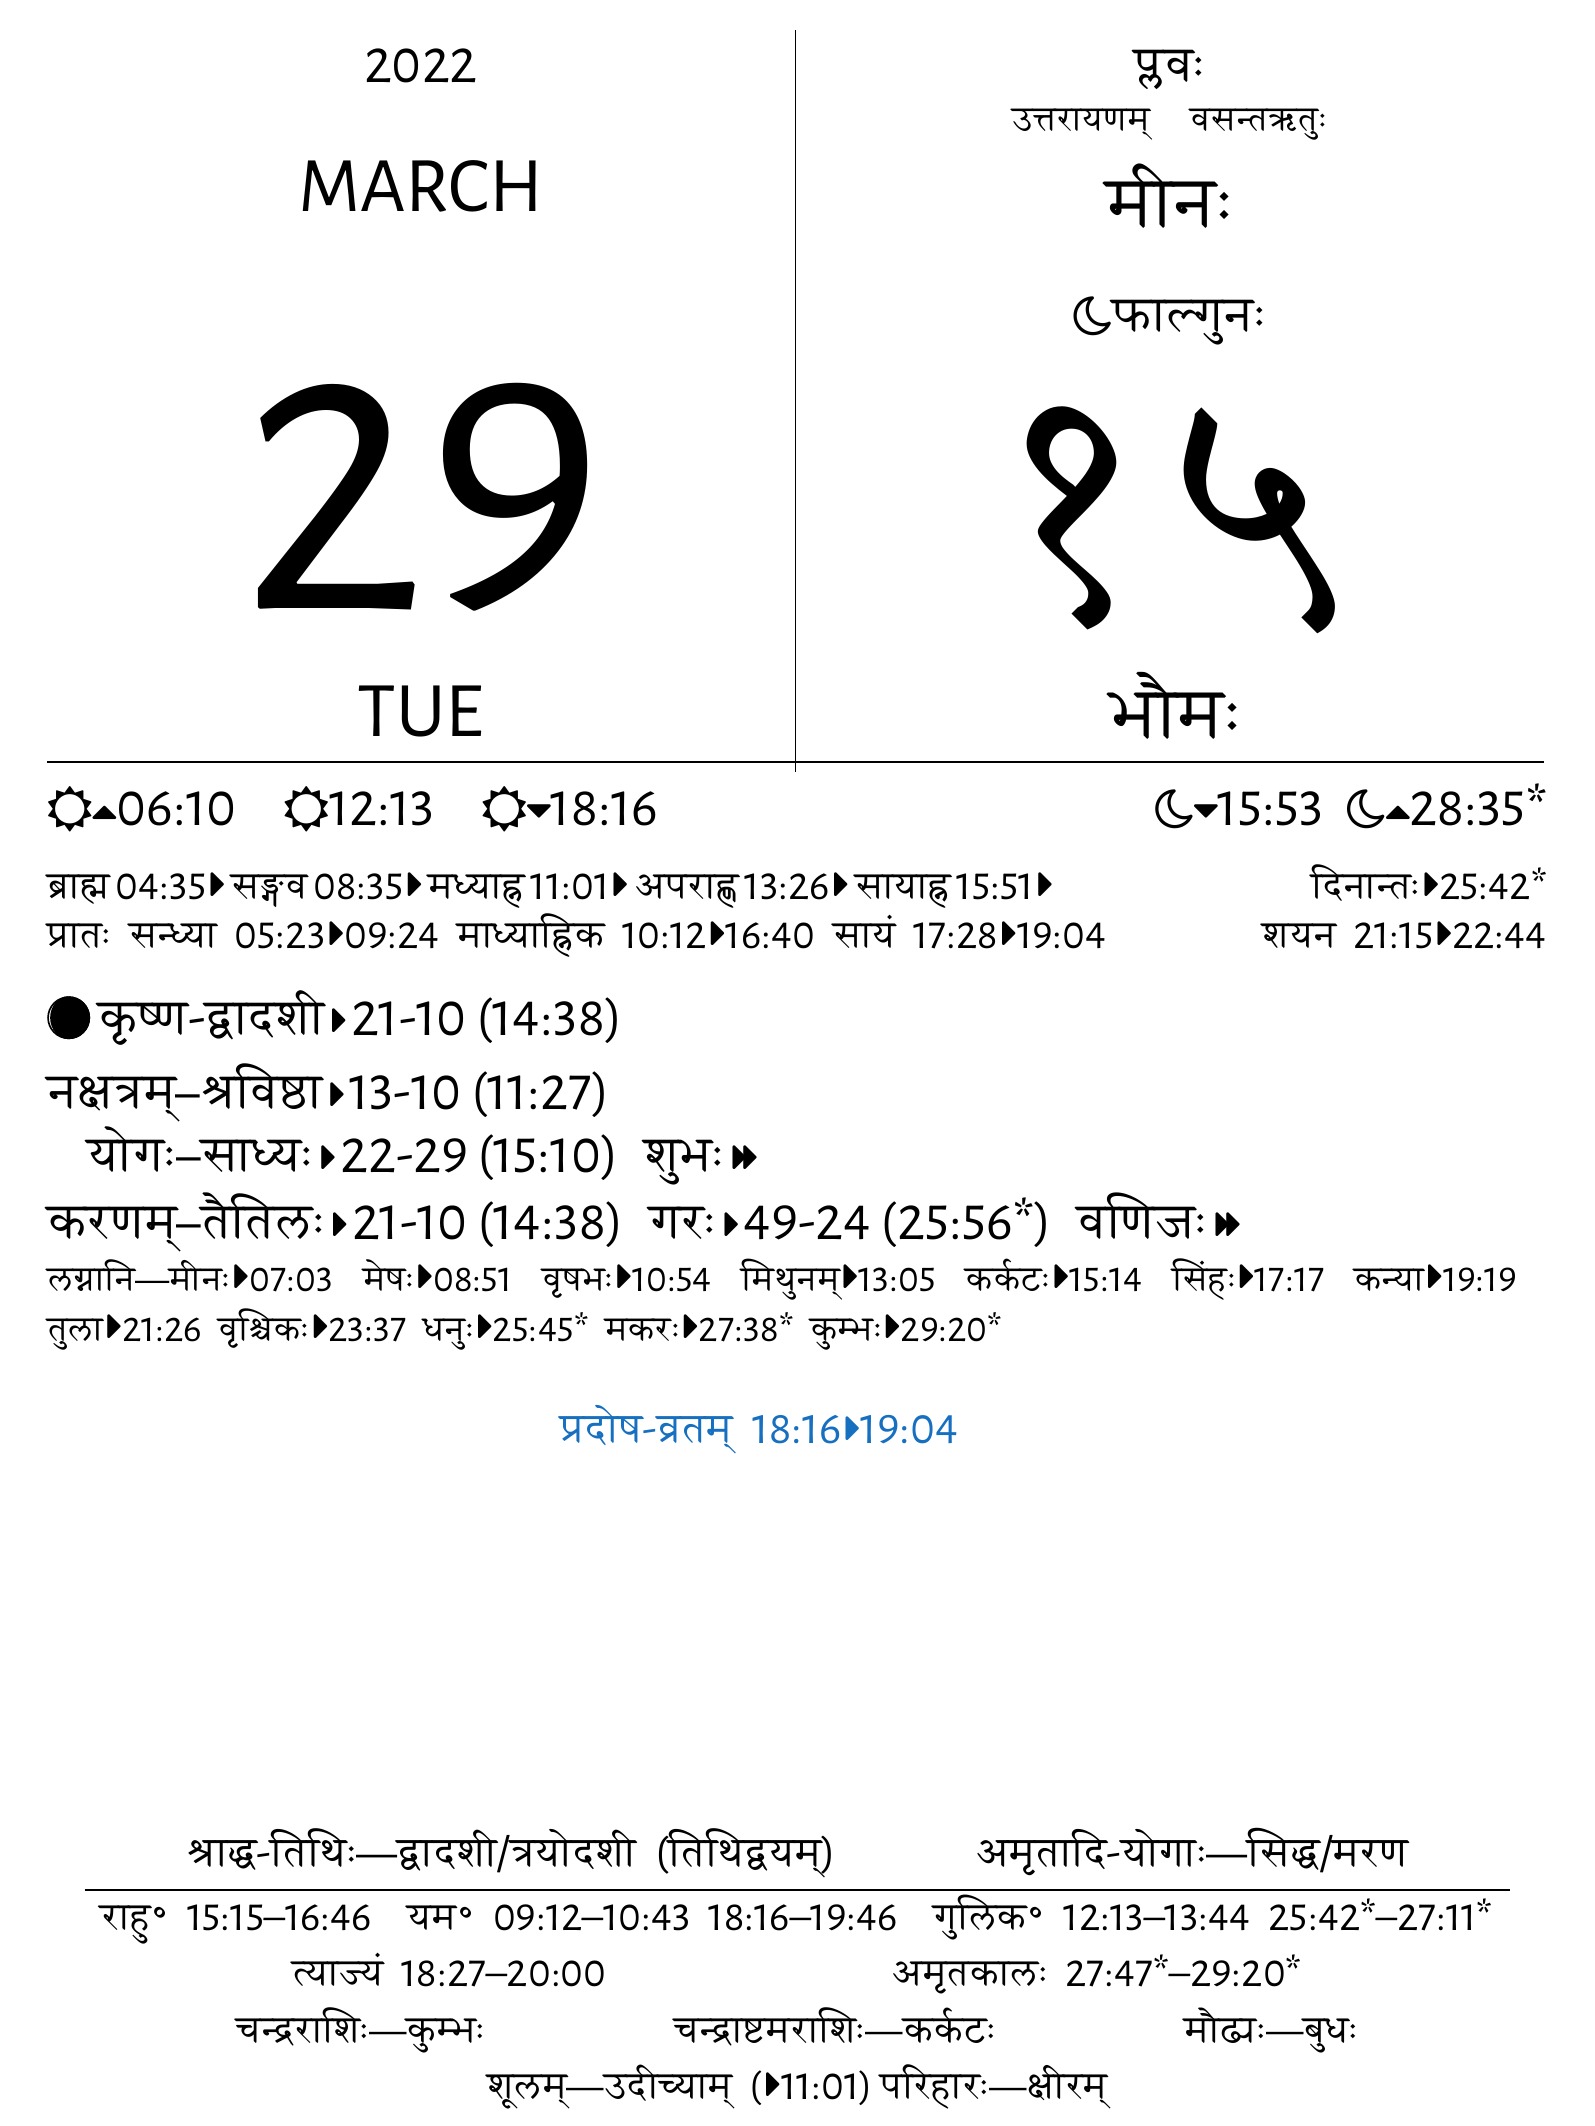 2022
MARCH
29
TUE
प्लवः
उत्तरायणम् वसन्तऋतुः
मीनः
फाल्गुनः
१५
भौमः
06:10 12:13 18:16 15:53 28:35*
ब्राह्म 04:35 सङ्गव 08:35 मध्याह्न 11:01 अपराह्ण 13:26 सायाह्न 15:51 दिनान्तः 25:42*
प्रातः सन्ध्या 05:23 09:24 माध्याह्निक 10:12 16:40 सायं 17:28 19:04 शयन 21:15 22:44
कृष्ण-द्वादशी 21-10 (14:38)
नक्षत्रम्–श्रविष्ठा 13-10 (11:27)
योगः–साध्यः 22-29 (15:10) शुभः
करणम्–तैतिलः 21-10 (14:38) गरः 49-24 (25:56*) वणिजः
लग्नानि—मीनः 07:03 मेषः 08:51 वृषभः 10:54 मिथुनम् 13:05 कर्कटः 15:14 सिंहः 17:17 कन्या 19:19
तुला 21:26 वृश्चिकः 23:37 धनुः 25:45* मकरः 27:38* कुम्भः 29:20*
प्रदोष-व्रतम् 18:16 19:04
श्राद्ध-तिथिः—द्वादशी/त्रयोदशी (तिथिद्वयम्) अमृतादि-योगाः—सिद्ध/मरण
राहु° 15:15–16:46 यम° 09:12–10:43 18:16–19:46 गुलिक° 12:13–13:44 25:42*–27:11*
त्याज्यं 18:27–20:00 अमृतकालः 27:47*–29:20*
चन्द्रराशिः—कुम्भः चन्द्राष्टमराशिः—कर्कटः मौढ्यः—बुधः
शूलम्—उदीच्याम् (11:01) परिहारः—क्षीरम्